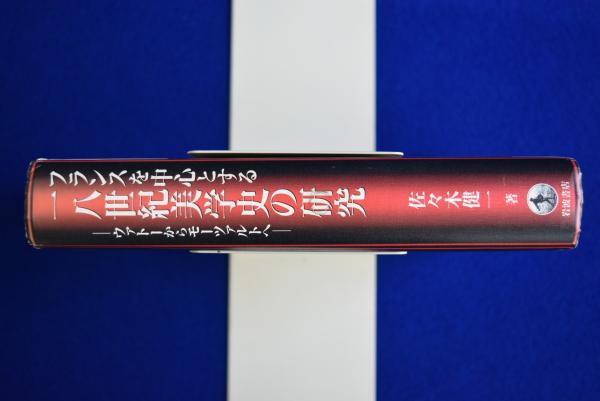 フランスを中心とする
一八世紀美学史の研究
―ウァトーからモーツァルトへ―
佐々木健一 著
岩波書店